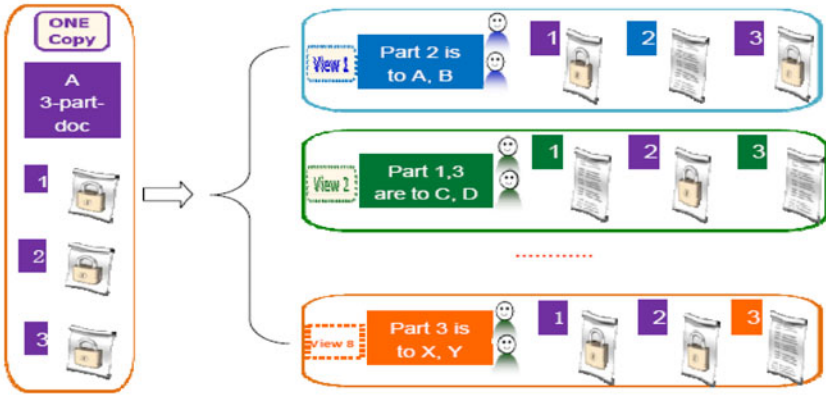 ONE
Copy
A
3-part-
doc
1
2
3
View 1
Part 2 is
to A, B
1
2
3
View 2
Part 1,3
are to C, D
1
2
3
............
View 8
Part 3 is
to X, Y
1
2
3